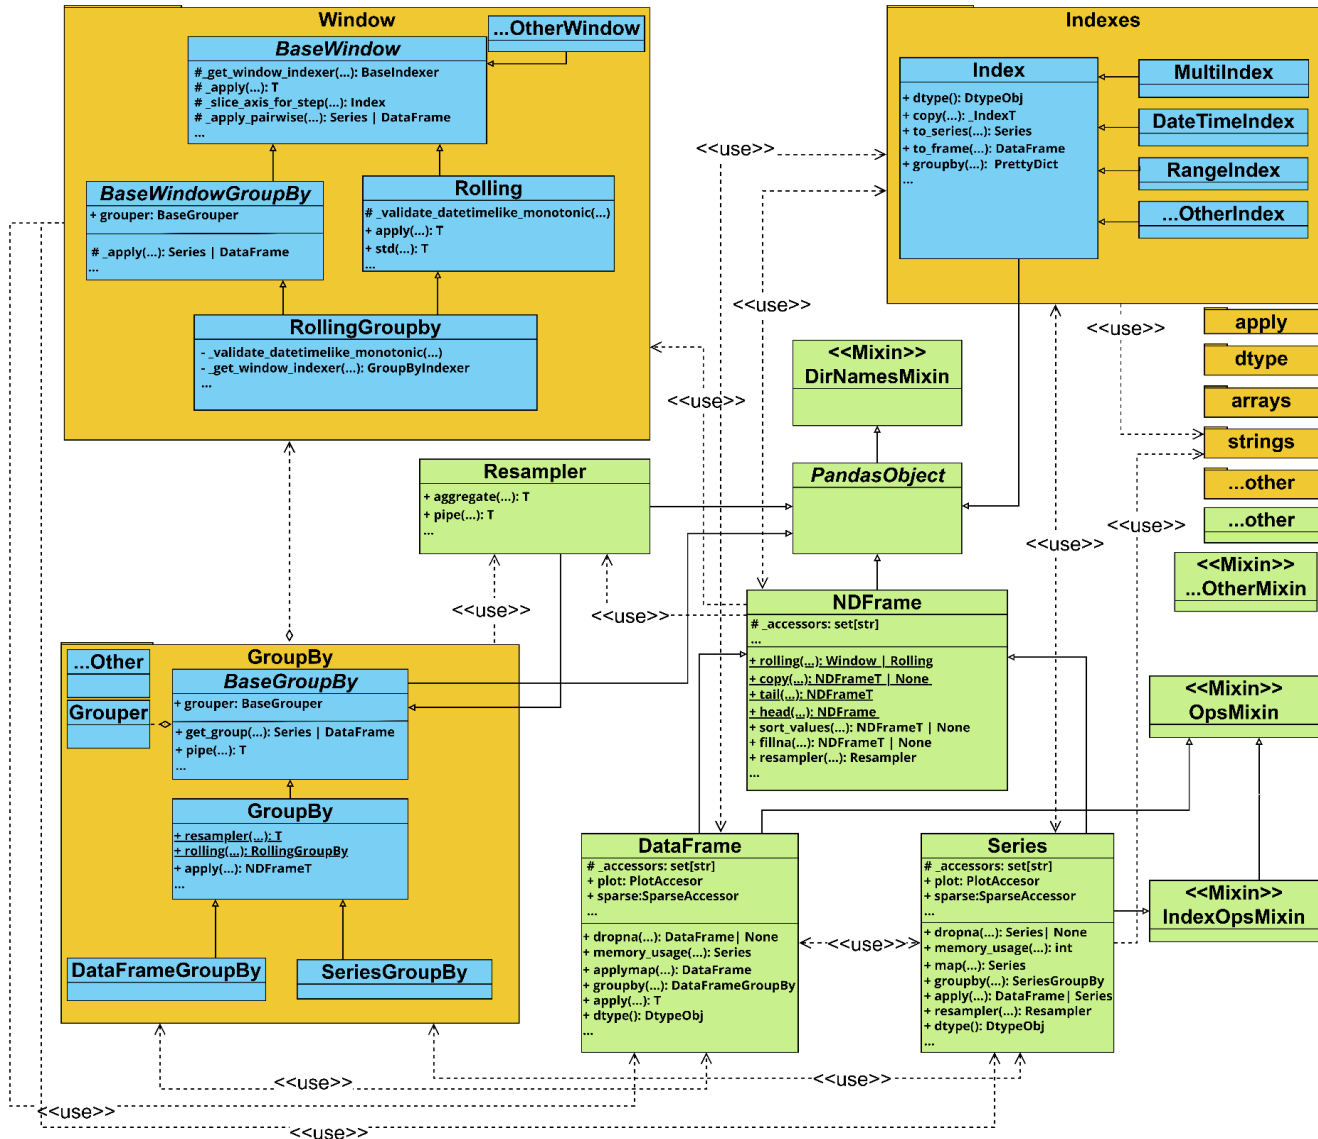 Window
BaseWindow
# _get_window_indexer(...): BaseIndexer
# _apply(...): T
# _slice_axis_for_step(...): Index
# _apply_pairwise(...): Series | DataFrame
...
...OtherWindow
BaseWindowGroupBy
+ grouper: BaseGrouper
# _apply(...): Series | DataFrame
...
Rolling
# _validate_datetimelike_monotonic(...)
+ apply(...): T
+ std(...): T
...
RollingGroupby
- _validate_datetimelike_monotonic(...)
- _get_window_indexer(...): GroupByIndexer
...
Indexes
Index
+ dtype(): DtypeObj
+ copy(...): _IndexT
+ to_series(...): Series
+ to_frame(...): DataFrame
+ groupby(...): PrettyDict
...
MultiIndex
DateTimeIndex
RangeIndex
...OtherIndex
<<use>>
<<use>>
<<use>>
<<use>>
apply
dtype
arrays
strings
...other
...other
<<Mixin>>
...OtherMixin
<<Mixin>>
DirNamesMixin
PandasObject
Resampler
+ aggregate(...): T
+ pipe(...): T
...
<<use>>
<<use>>
<<use>>
<<use>>
NDFrame
# _accessors: set[str]
...
+ rolling(...): Window | Rolling
+ copy(...): NDFrameT | None
+ tail(...): NDFrameT
+ head(...): NDFrame
+ sort_values(...): NDFrameT | None
+ fillna(...): NDFrameT | None
+ resampler(...): Resampler
...
GroupBy
...Other
Grouper
BaseGroupBy
+ grouper: BaseGrouper
+ get_group(...): Series | DataFrame
+ pipe(...): T
...
GroupBy
+ resampler(...): T
+ rolling(...): RollingGroupBy
+ apply(...): NDFrameT
...
DataFrameGroupBy
SeriesGroupBy
<<Mixin>>
OpsMixin
<<Mixin>>
IndexOpsMixin
DataFrame
# _accessors: set[str]
+ plot: PlotAccesor
+ sparse:SparseAccessor
...
+ dropna(...): DataFrame| None
+ memory_usage(...): Series
+ applymap(...): DataFrame
+ groupby(...): DataFrameGroupBy
+ apply(...): T
+ dtype(): DtypeObj
...
<<use>>
Series
# _accessors: set[str]
+ plot: PlotAccesor
+ sparse:SparseAccessor
...
+ dropna(...): Series| None
+ memory_usage(...): int
+ map(...): Series
+ groupby(...): SeriesGroupBy
+ apply(...): DataFrame| Series
+ resampler(...): Resampler
+ dtype(): DtypeObj
...
<<use>>
<<use>>
<<use>>
<<use>>